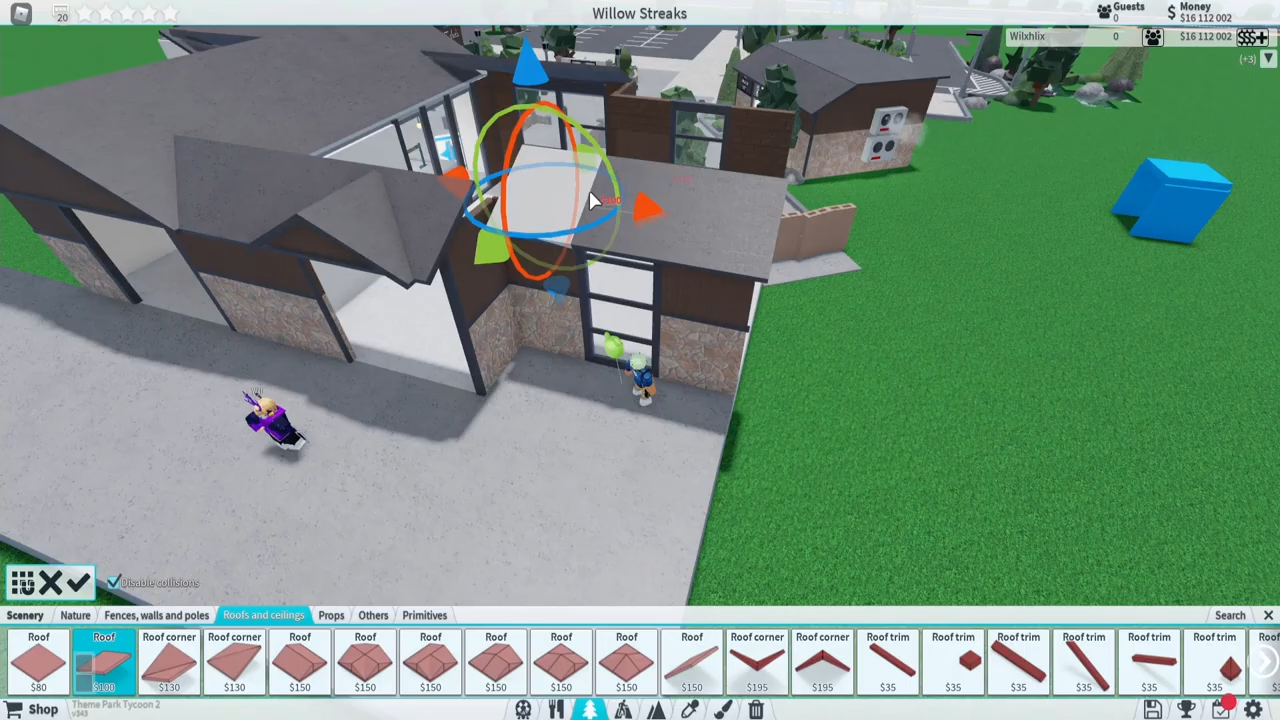 20
Willow Streaks
Guests
0
Money
$16 112 002
Wilxhlix
0
$16 112 002
$$$+
(+3)
$100
Disable collisions
Scenery
Nature
Fences, walls and poles
Roofs and ceilings
Props
Others
Primitives
Search
Roof
$80
Roof
$100
Roof corner
$130
Roof corner
$130
Roof
$150
Roof
$150
Roof
$150
Roof
$150
Roof
$150
Roof
$150
Roof
$150
Roof corner
$195
Roof corner
$195
Roof trim
$35
Roof trim
$35
Roof trim
$35
Roof trim
$35
Roof trim
$35
Roof trim
$35
Shop
Theme Park Tycoon 2
v343